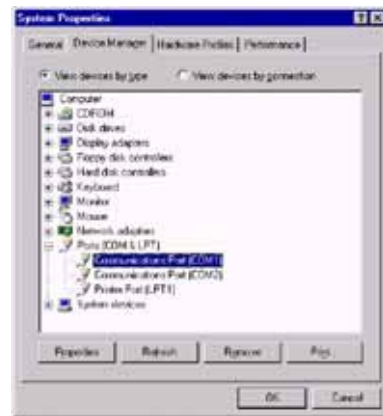 System Properties
General Device Manager Hardware Profiles Performance
View devices by type View devices by connection
Computer
CDROM
Disk drives
Display adapters
Floppy disk controllers
Hard disk controllers
Keyboard
Monitor
Mouse
Network adapters
Ports (COM & LPT)
Communications Port (COM1)
Communications Port (COM2)
Printer Port (LPT1)
System devices
Properties Refresh Remove Print
OK Cancel